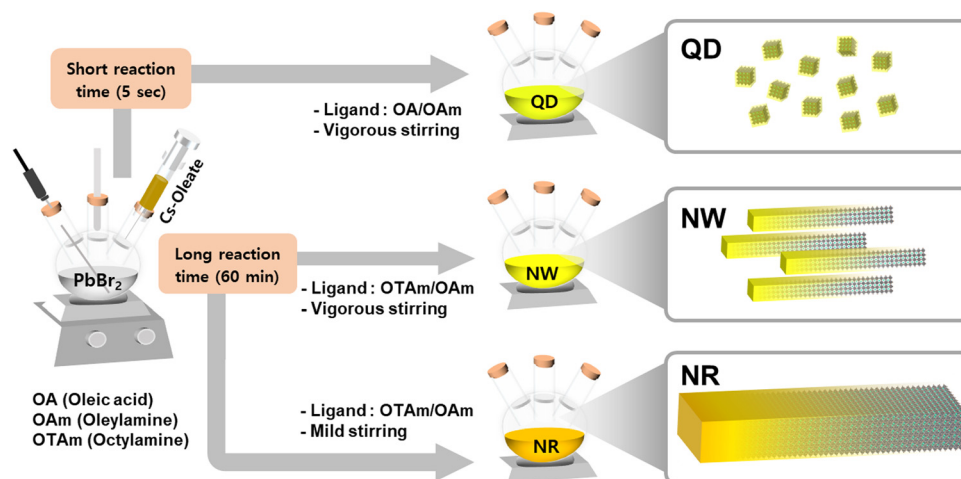 Short reaction
time (5 sec)
- Ligand : OA/OAm
- Vigorous stirring
QD
QD
Cs-Oleate
PbBr₂
Long reaction
time (60 min)
- Ligand : OTAm/OAm
- Vigorous stirring
NW
NW
OA (Oleic acid)
OAm (Oleylamine)
OTAm (Octylamine)
- Ligand : OTAm/OAm
- Mild stirring
NR
NR